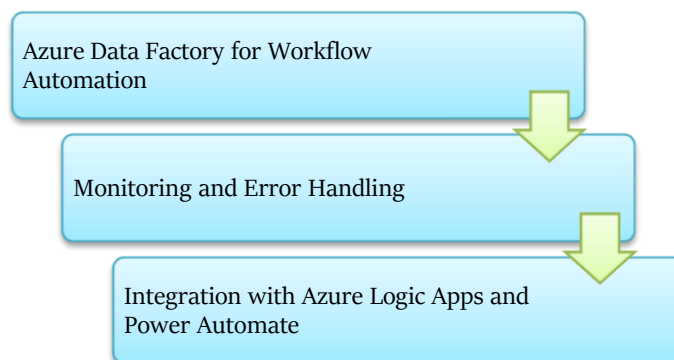 Azure Data Factory for Workflow
Automation
Monitoring and Error Handling
Integration with Azure Logic Apps and
Power Automate